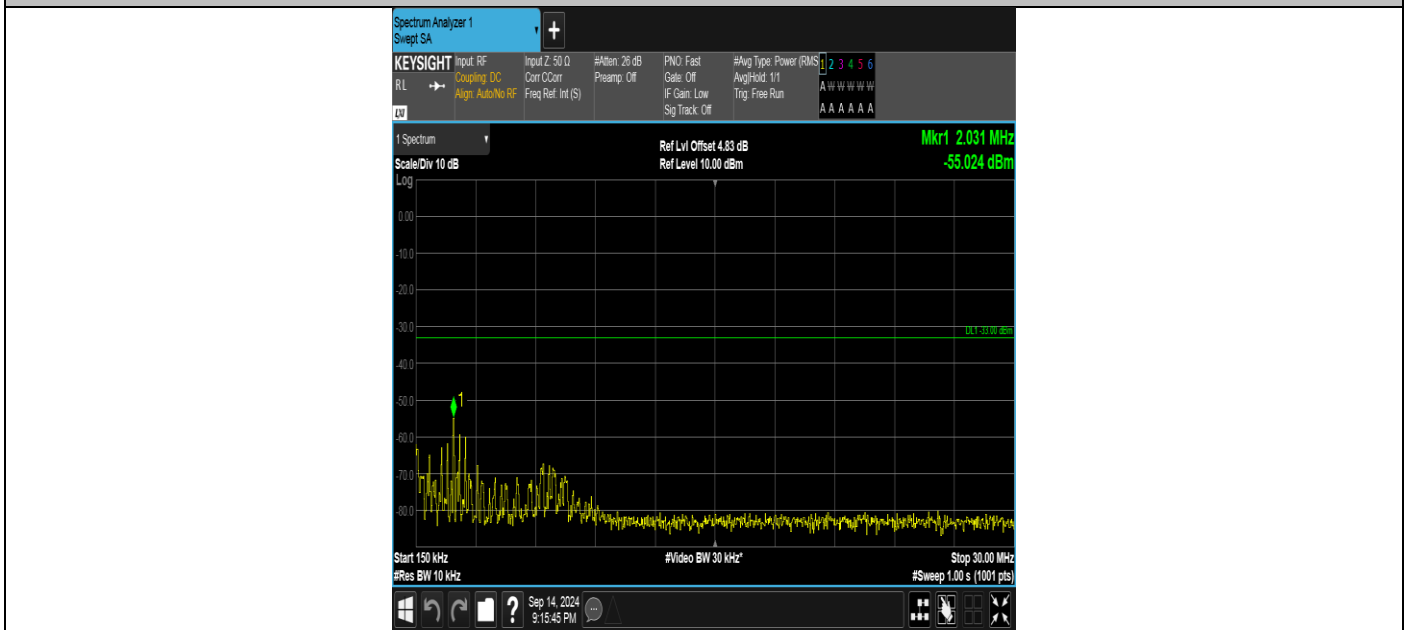 Spectrum Analyzer 1
Swept SA
+
KEYSIGHT
RL
LXI
Input: RF
Coupling: DC
Align: Auto/No RF
Input Z: 50 Ω
Corr CCorr
Freq Ref: Int (S)
#Atten: 26 dB
Preamp: Off
PNO: Fast
Gate: Off
IF Gain: Low
Sig Track: Off
#Avg Type: Power (RMS
Avg|Hold: 1/1
Trig: Free Run
1 2 3 4 5 6
A W W W W W
A A A A A A
1 Spectrum
Ref Lvl Offset 4.83 dB
Mkr1 2.031 MHz
Scale/Div 10 dB
Ref Level 10.00 dBm
-55.024 dBm
Log
0.00
-10.0
-20.0
-30.0
DL1 -33.00 dBm
-40.0
-50.0
1
-60.0
-70.0
-80.0
Start 150 kHz
#Video BW 30 kHz*
Stop 30.00 MHz
#Res BW 10 kHz
#Sweep 1.00 s (1001 pts)
?
Sep 14, 2024
9:15:45 PM